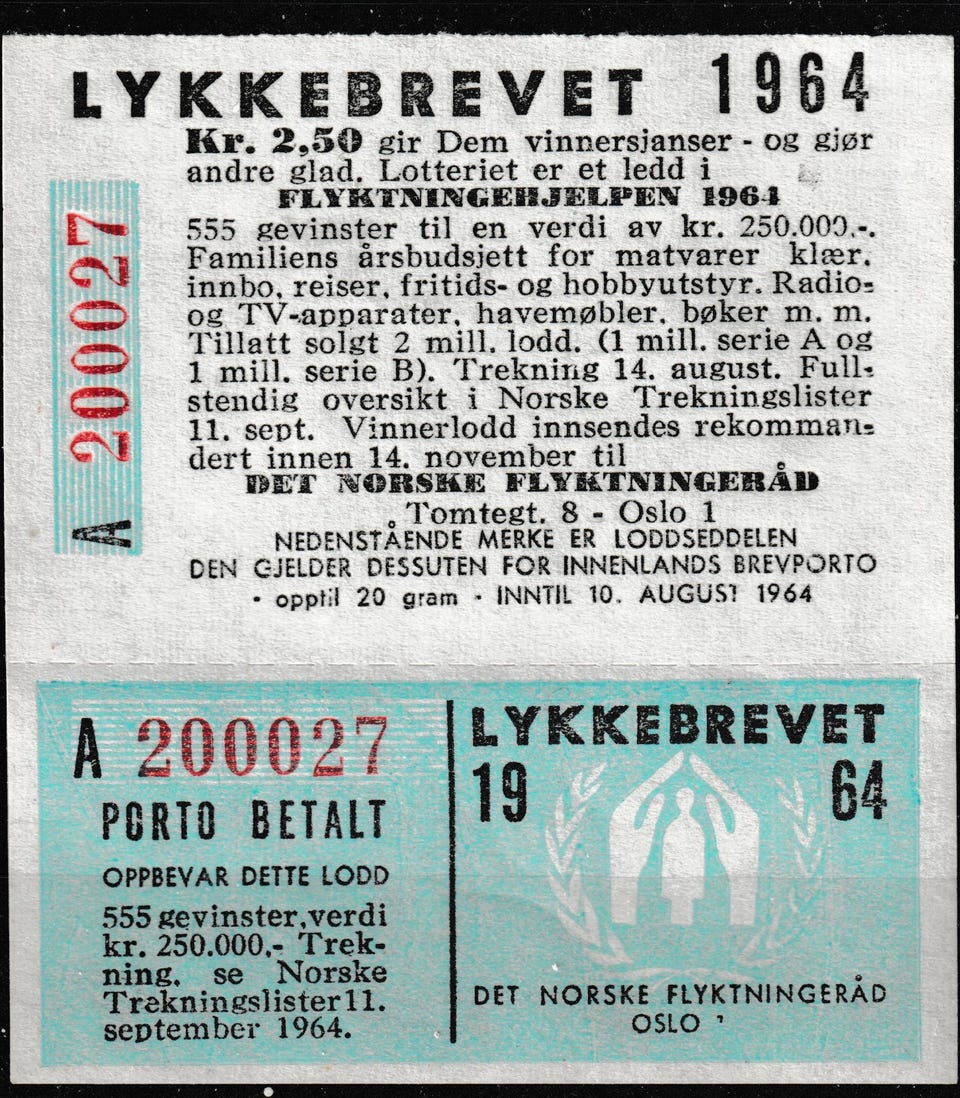 LYKKEBREVET 1964
Kr. 2,50 gir Dem vinnersjanser - og gjør
andre glad. Lotteriet er et ledd i
FLYKTNINGEHJELPEN 1964
555 gevinster til en verdi av kr. 250.000.-.
Familiens årsbudsjett for matvarer klær,
innbo, reiser, fritids- og hobbyutstyr. Radio-
og TV-apparater, havemøbler, bøker m. m.
Tillatt solgt 2 mill. lodd. (1 mill. serie A og
1 mill. serie B). Trekning 14. august. Full-
stendig oversikt i Norske Trekningslister
11. sept. Vinnerlodd innsendes rekomman-
dert innen 14. november til
DET NORSKE FLYKTNINGERÅD
Tomtegt. 8 - Oslo 1
NEDENSTÅENDE MERKE ER LODDSEDDELEN
DEN GJELDER DESSUTEN FOR INNENLANDS BREVPORTO
• opptil 20 gram • INNTIL 10. AUGUST 1964
A 200027
A 200027
PORTO BETALT
OPPBEVAR DETTE LODD
555 gevinster, verdi
kr. 250.000,- Trek-
ning, se Norske
Trekningslister 11.
september 1964.
LYKKEBREVET
19 64
DET NORSKE FLYKTNINGERÅD
OSLO 1